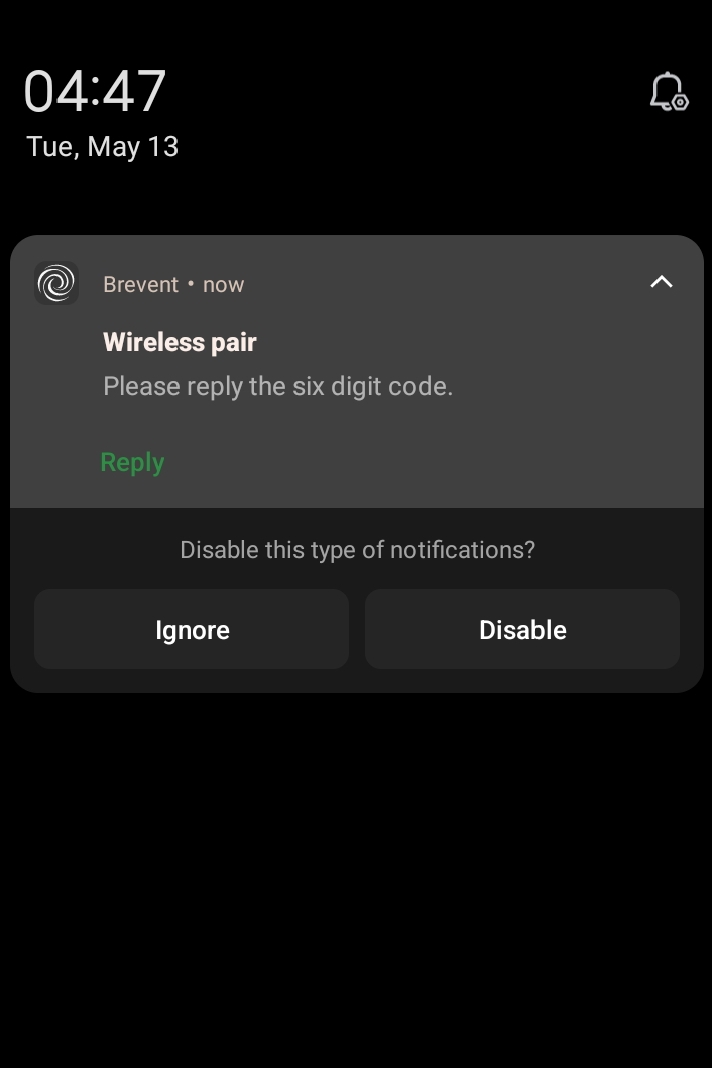 04:47
Tue, May 13
Brevent • now
Wireless pair
Please reply the six digit code.
Reply
Disable this type of notifications?
Ignore
Disable